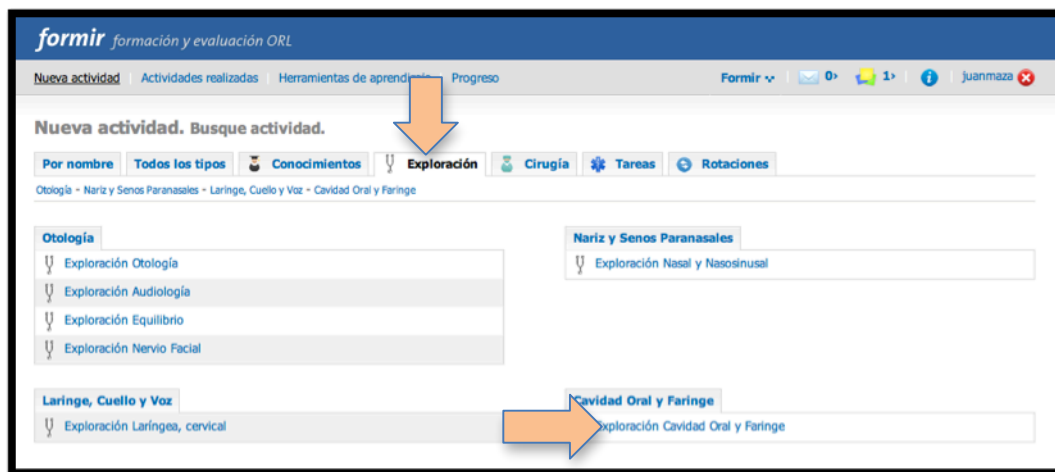 formir formación y evaluación ORL
Nueva actividad Actividades realizadas Herramientas de aprendizaje Progreso Formir 0 1 juanmaza
Nueva actividad. Busque actividad.
Por nombre Todos los tipos Conocimientos Exploración Cirugía Tareas Rotaciones
Otología - Nariz y Senos Paranasales - Laringe, Cuello y Voz - Cavidad Oral y Faringe
Otología
Exploración Otología
Exploración Audiología
Exploración Equilibrio
Exploración Nervio Facial
Nariz y Senos Paranasales
Exploración Nasal y Nasosinusal
Laringe, Cuello y Voz
Exploración Laríngea, cervical
Cavidad Oral y Faringe
Exploración Cavidad Oral y Faringe